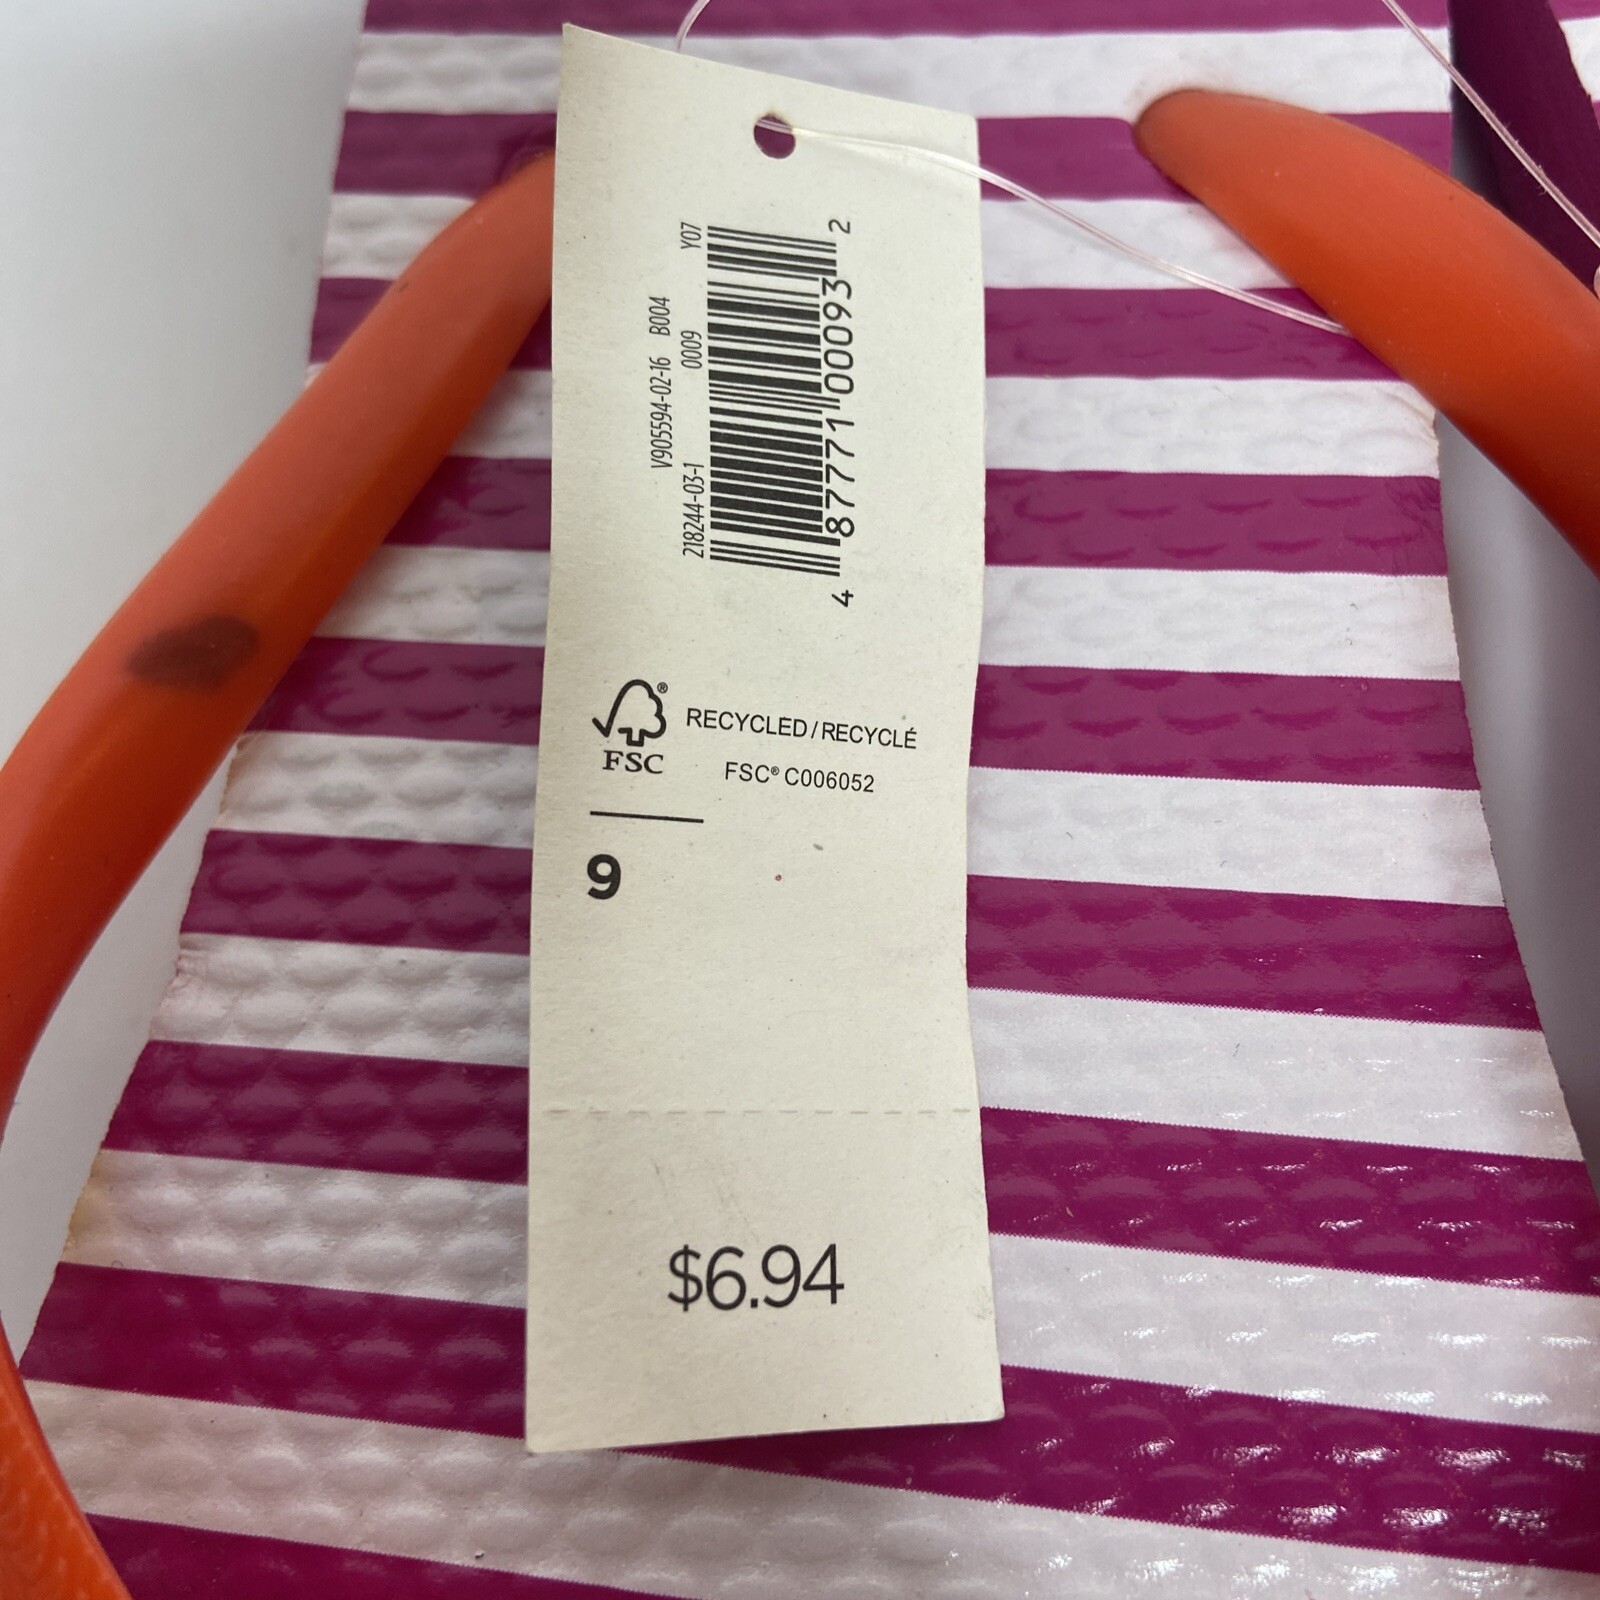 V905594-02-16 B004
218244-03-1 0009 Y07
4 87771 00093 2
FSC®
RECYCLED / RECYCLÉ
FSC® C006052
9
$6.94